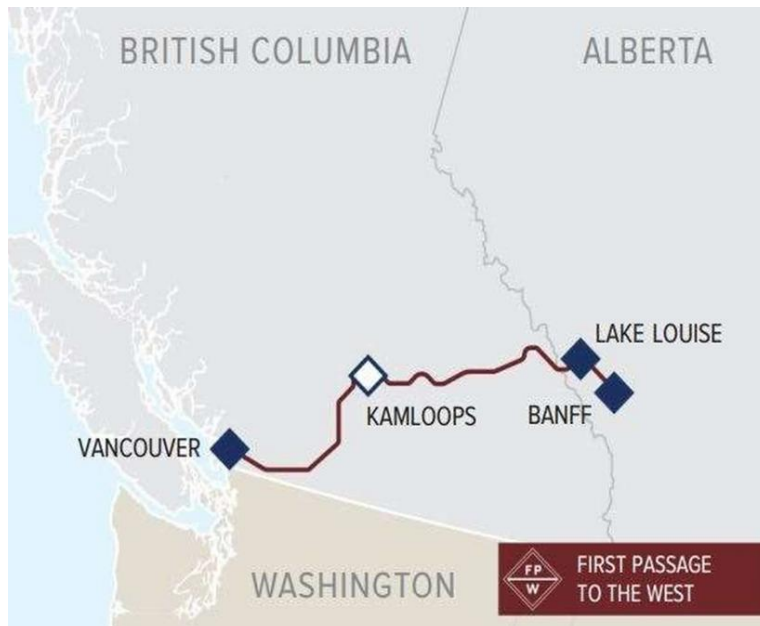 BRITISH COLUMBIA
ALBERTA
LAKE LOUISE
KAMLOOPS
BANFF
VANCOUVER
WASHINGTON
FP
W
FIRST PASSAGE
TO THE WEST